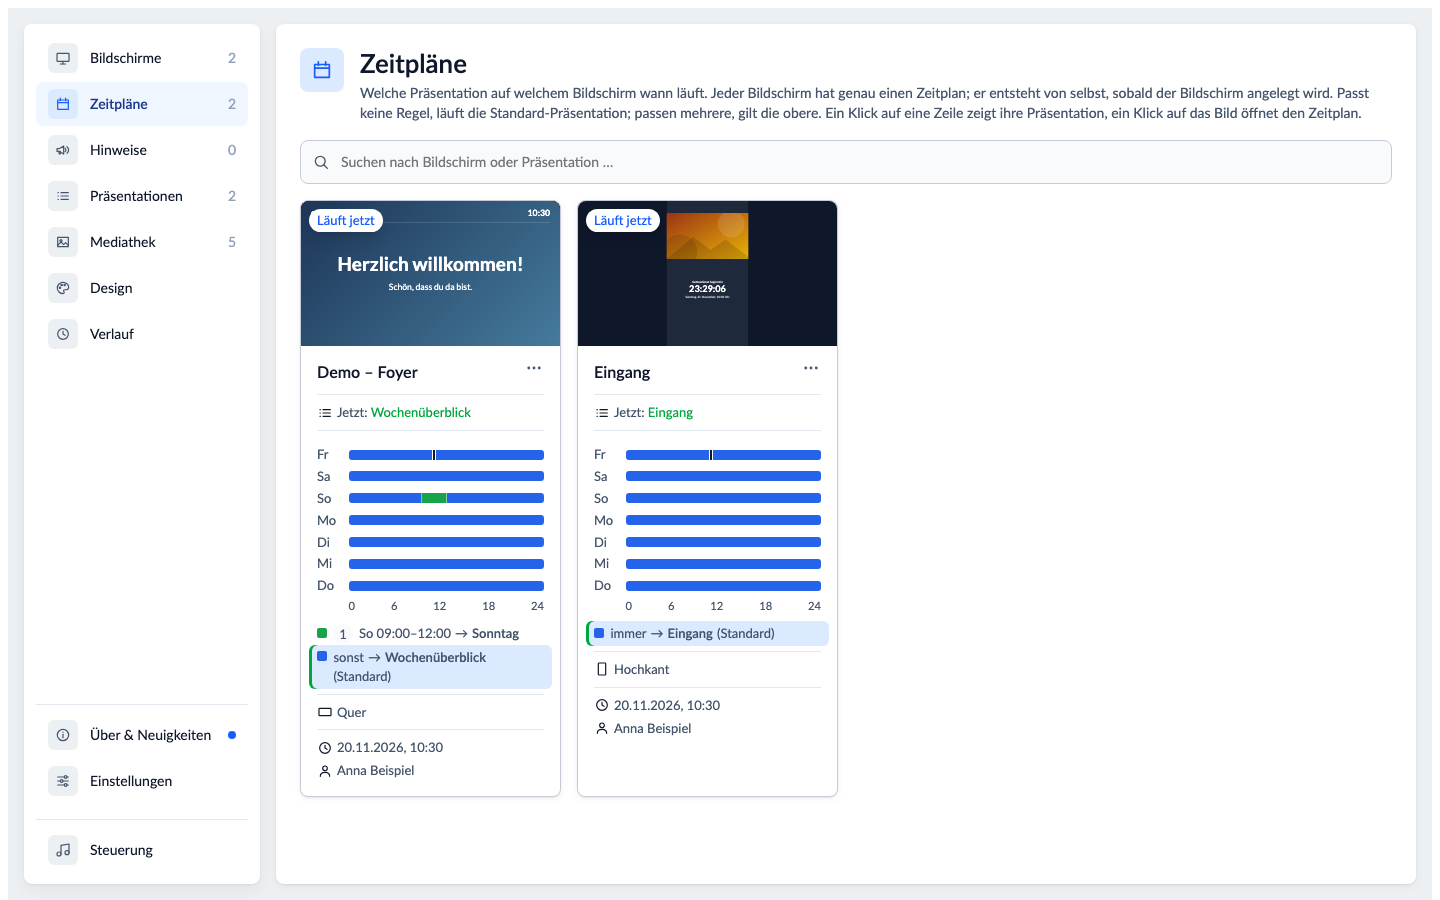 Bildschirme 2
Zeitpläne 2
Hinweise 0
Präsentationen 2
Mediathek 5
Design
Verlauf
Über & Neuigkeiten
Einstellungen
Steuerung
Zeitpläne
Welche Präsentation auf welchem Bildschirm wann läuft. Jeder Bildschirm hat genau einen Zeitplan; er entsteht von selbst, sobald der Bildschirm angelegt wird. Passt
keine Regel, läuft die Standard-Präsentation; passen mehrere, gilt die obere. Ein Klick auf eine Zeile zeigt ihre Präsentation, ein Klick auf das Bild öffnet den Zeitplan.
Suchen nach Bildschirm oder Präsentation ...
Läuft jetzt
10:30
Herzlich willkommen!
Schön, dass du da bist.
Demo – Foyer
Jetzt: Wochenüberblick
Fr
Sa
So
Mo
Di
Mi
Do
0 6 12 18 24
1 So 09:00–12:00 → Sonntag
sonst → Wochenüberblick
(Standard)
Quer
20.11.2026, 10:30
Anna Beispiel
Läuft jetzt
23:29:06
Eingang
Jetzt: Eingang
Fr
Sa
So
Mo
Di
Mi
Do
0 6 12 18 24
immer → Eingang (Standard)
Hochkant
20.11.2026, 10:30
Anna Beispiel